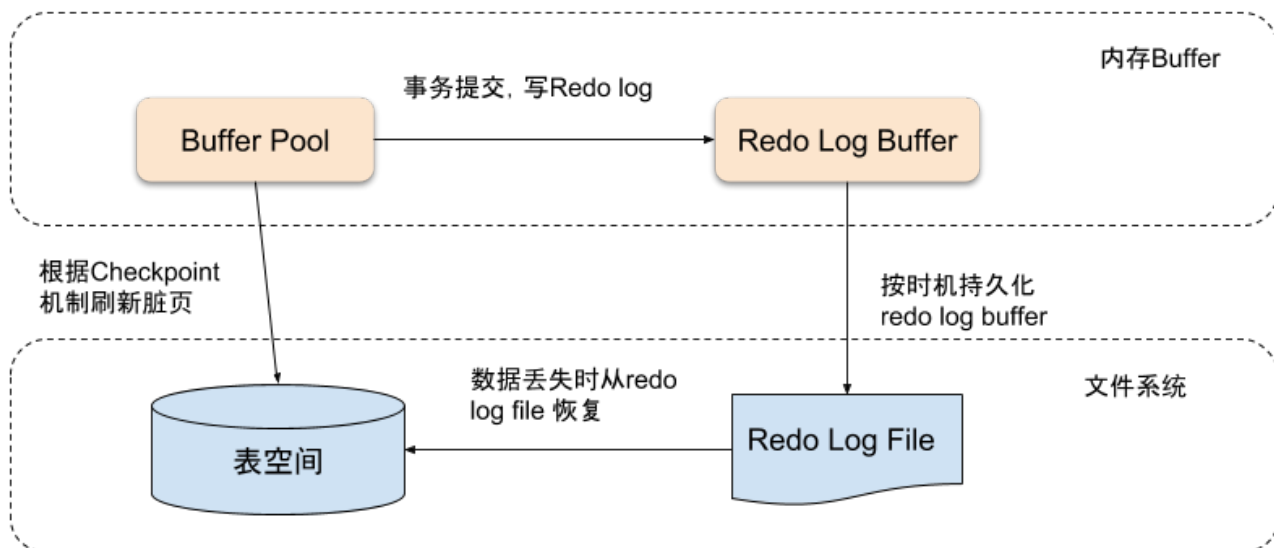 内存Buffer
事务提交, 写Redo log
Buffer Pool
Redo Log Buffer
根据Checkpoint
机制刷新脏页
按时机持久化
redo log buffer
数据丢失时从redo
log file 恢复
文件系统
表空间
Redo Log File